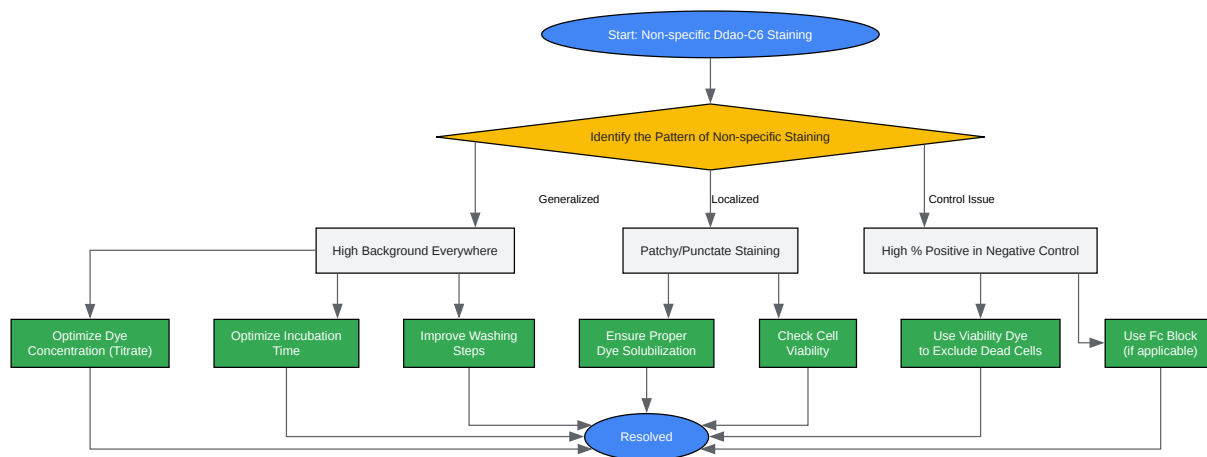 Start: Non-specific Ddao-C6 Staining
Identify the Pattern of Non-specific Staining
Generalized
Localized
Control Issue
High Background Everywhere
Patchy/Punctate Staining
High % Positive in Negative Control
Optimize Dye
Concentration (Titrate)
Optimize Incubation
Time
Improve Washing
Steps
Ensure Proper
Dye Solubilization
Check Cell
Viability
Use Viability Dye
to Exclude Dead Cells
Use Fc Block
(if applicable)
Resolved